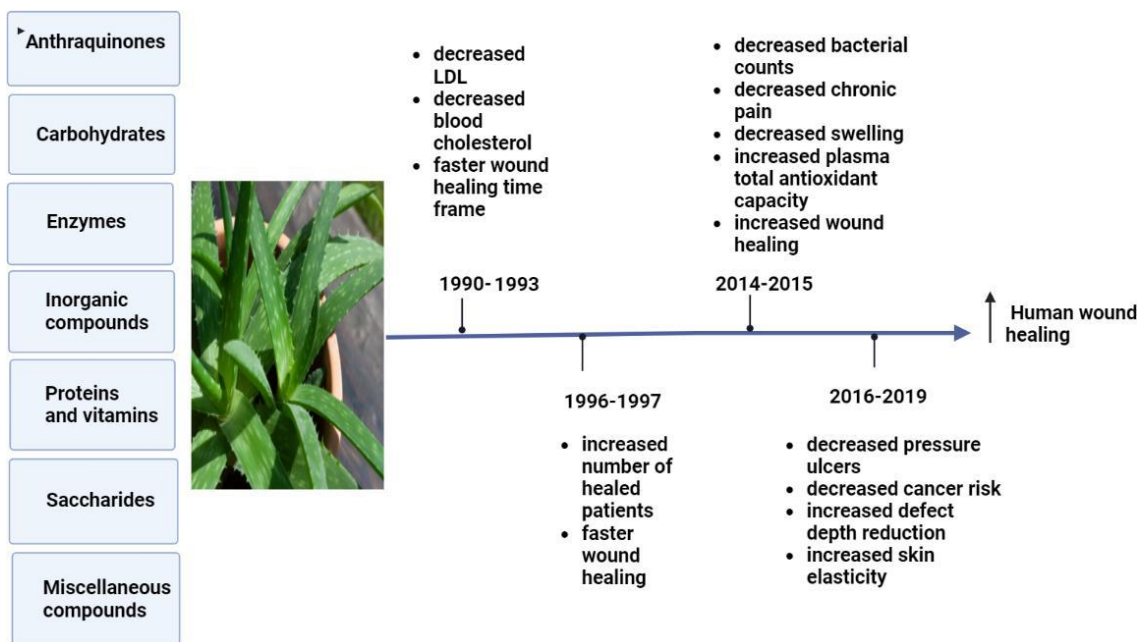 Anthraquinones
Carbohydrates
Enzymes
Inorganic
compounds
Proteins
and vitamins
Saccharides
Miscellaneous
compounds
• decreased
LDL
• decreased
blood
cholesterol
• faster wound
healing time
frame
1990- 1993
1996-1997
• increased
number of
healed
patients
• faster
wound
healing
• decreased bacterial
counts
• decreased chronic
pain
• decreased swelling
• increased plasma
total antioxidant
capacity
• increased wound
healing
2014-2015
2016-2019
• decreased pressure
ulcers
• decreased cancer risk
• increased defect
depth reduction
• increased skin
elasticity
Human wound
healing